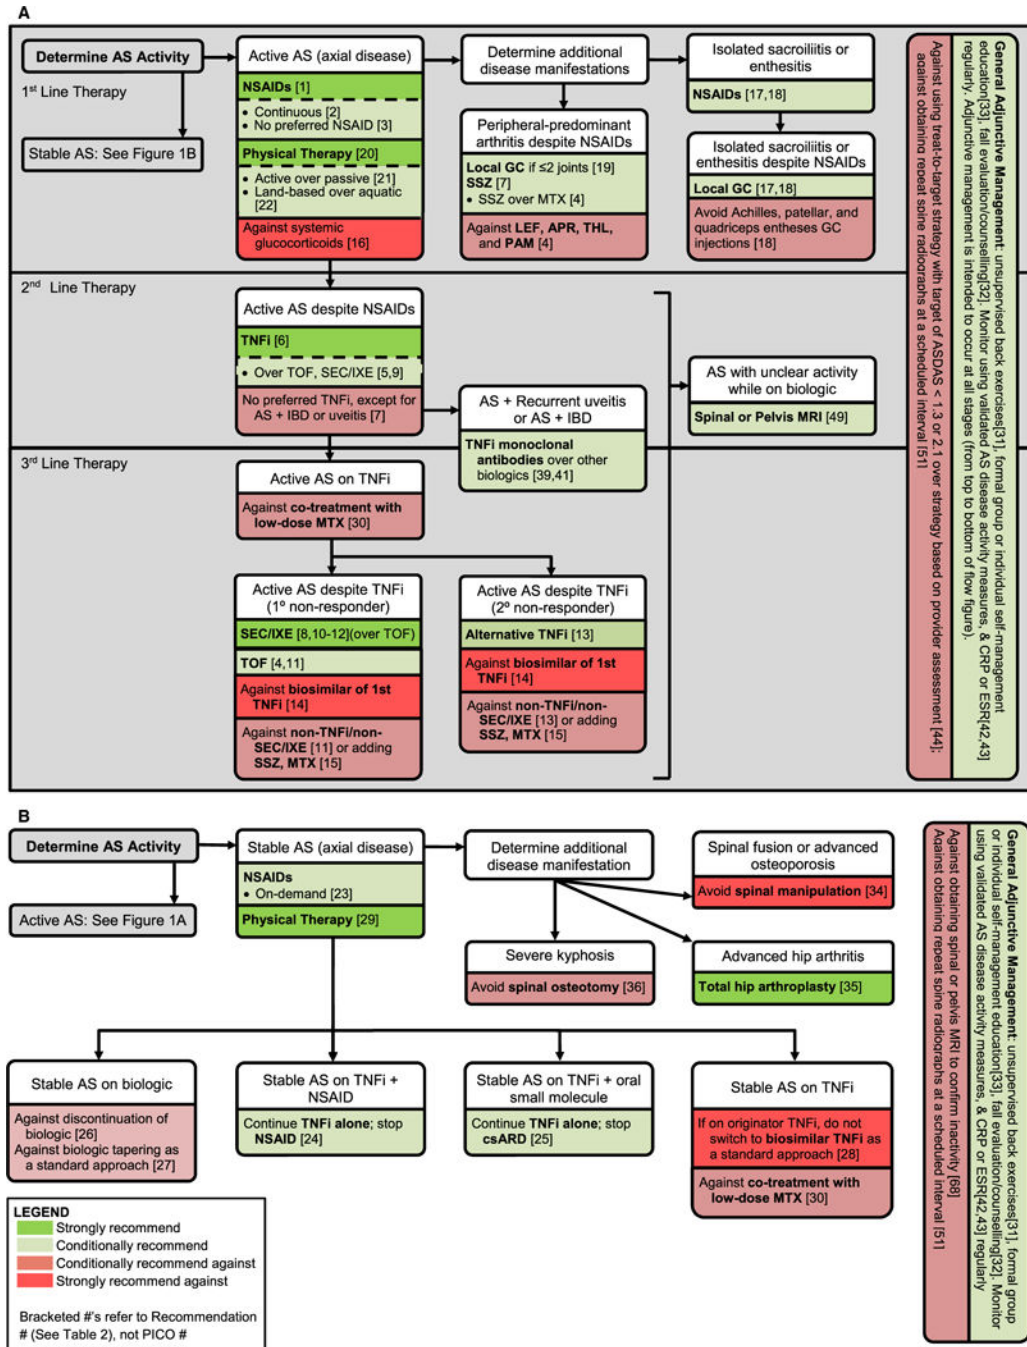 A
Determine AS Activity
1st Line Therapy
Stable AS: See Figure 1B
Active AS (axial disease)
NSAIDs [1]
• Continuous [2]
• No preferred NSAID [3]
Physical Therapy [20]
• Active over passive [21]
• Land-based over aquatic
[22]
Against systemic
glucocorticoids [16]
Determine additional
disease manifestations
Peripheral-predominant
arthritis despite NSAIDs
Local GC if ≤2 joints [19]
SSZ [7]
• SSZ over MTX [4]
Against LEF, APR, THL,
and PAM [4]
Isolated sacroiliitis or
enthesitis
NSAIDs [17,18]
Isolated sacroiliitis or
enthesitis despite NSAIDs
Local GC [17,18]
Avoid Achilles, patellar, and
quadriceps entheses GC
injections [18]
2nd Line Therapy
Active AS despite NSAIDs
TNFi [6]
• Over TOF, SEC/IXE [5,9]
No preferred TNFi, except for
AS + IBD or uveitis [7]
AS + Recurrent uveitis
or AS + IBD
TNFi monoclonal
antibodies over other
biologics [39,41]
AS with unclear activity
while on biologic
Spinal or Pelvis MRI [49]
3rd Line Therapy
Active AS on TNFi
Against co-treatment with
low-dose MTX [30]
Active AS despite TNFi
(1º non-responder)
SEC/IXE [8,10-12](over TOF)
TOF [4,11]
Against biosimilar of 1st
TNFi [14]
Against non-TNFi/non-
SEC/IXE [11] or adding
SSZ, MTX [15]
Active AS despite TNFi
(2º non-responder)
Alternative TNFi [13]
Against biosimilar of 1st
TNFi [14]
Against non-TNFi/non-
SEC/IXE [13] or adding
SSZ, MTX [15]
General Adjunctive Management: unsupervised back exercises[31], formal group or individual self-management
education[33], fall evaluation/counselling[32]. Monitor using validated AS disease activity measures, & CRP or ESR[42,43]
regularly. Adjunctive management is intended to occur at all stages (from top to bottom of flow figure).
Against using treat-to-target strategy with target of ASDAS < 1.3 or 2.1 over strategy based on provider assessment [44];
against obtaining repeat spine radiographs at a scheduled interval [51]
B
Determine AS Activity
Active AS: See Figure 1A
Stable AS (axial disease)
NSAIDs
• On-demand [23]
Physical Therapy [29]
Determine additional
disease manifestation
Spinal fusion or advanced
osteoporosis
Avoid spinal manipulation [34]
Severe kyphosis
Avoid spinal osteotomy [36]
Advanced hip arthritis
Total hip arthroplasty [35]
Stable AS on biologic
Against discontinuation of
biologic [26]
Against biologic tapering as
a standard approach [27]
Stable AS on TNFi +
NSAID
Continue TNFi alone; stop
NSAID [24]
Stable AS on TNFi + oral
small molecule
Continue TNFi alone; stop
csARD [25]
Stable AS on TNFi
If on originator TNFi, do not
switch to biosimilar TNFi as
a standard approach [28]
Against co-treatment with
low-dose MTX [30]
General Adjunctive Management: unsupervised back exercises[31], formal group
or individual self-management education[33], fall evaluation/counselling[32]. Monitor
using validated AS disease activity measures, & CRP or ESR[42,43] regularly
Against obtaining spinal or pelvis MRI to confirm inactivity [68]
Against obtaining repeat spine radiographs at a scheduled interval [51]
LEGEND
Strongly recommend
Conditionally recommend
Conditionally recommend against
Strongly recommend against
Bracketed #'s refer to Recommendation
# (See Table 2), not PICO #